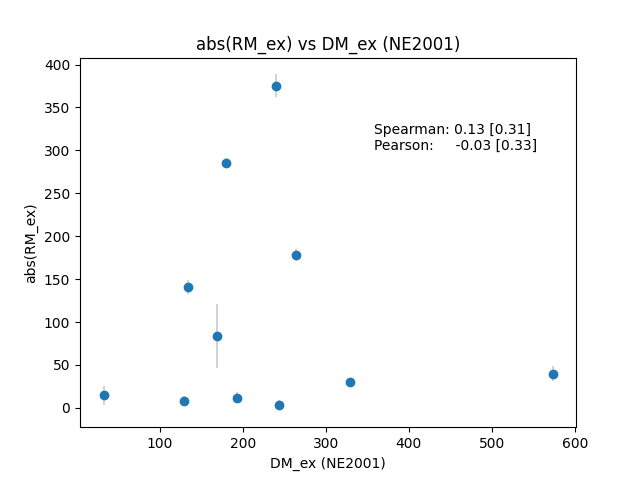 abs(RM_ex) vs DM_ex (NE2001)
400
350
300
250
200
150
100
50
0
abs(RM_ex)
Spearman: 0.13 [0.31]
Pearson: -0.03 [0.33]
100 200 300 400 500 600
DM_ex (NE2001)